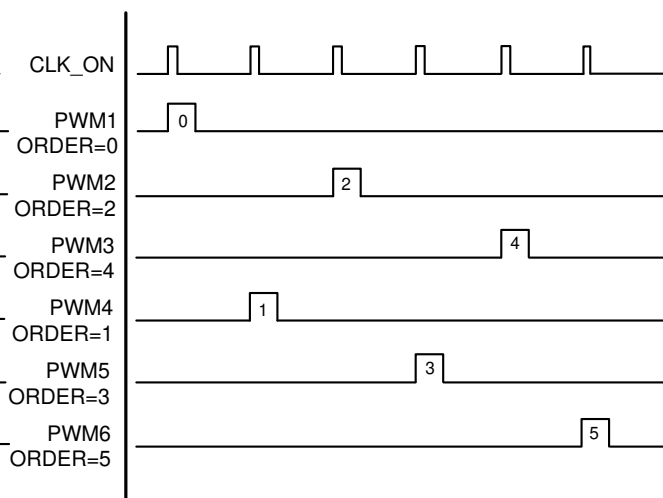 CLK_ON
PWM1
0
ORDER=0
PWM2
2
ORDER=2
PWM3
4
ORDER=4
PWM4
1
ORDER=1
PWM5
3
ORDER=3
PWM6
5
ORDER=5